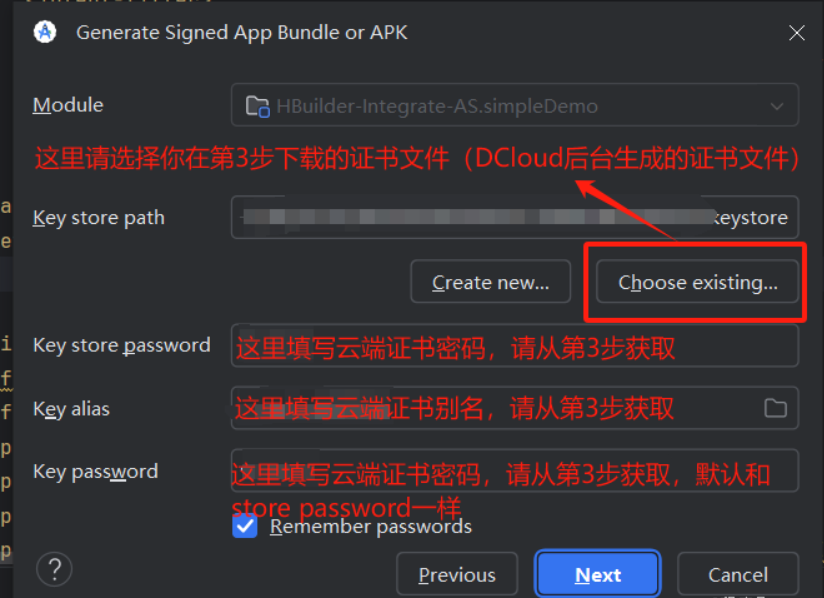 Generate Signed App Bundle or APK
Module
HBuilder-Integrate-AS.simpleDemo
这里请选择你在第3步下载的证书文件（DCloud后台生成的证书文件）
Key store path
keystore
Create new...
Choose existing...
Key store password
这里填写云端证书密码，请从第3步获取
Key alias
这里填写云端证书别名，请从第3步获取
Key password
这里填写云端证书密码，请从第3步获取，默认和
store password一样
Remember passwords
?
Previous
Next
Cancel